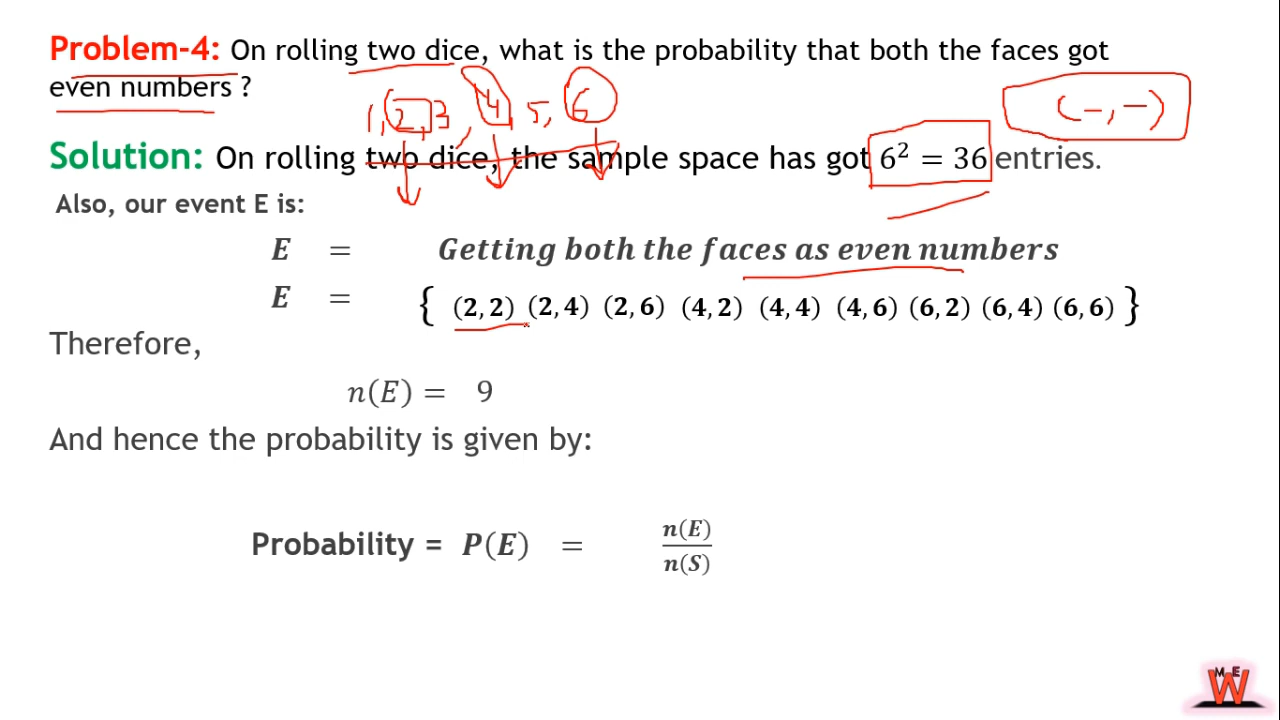 Problem-4: On rolling two dice, what is the probability that both the faces got
even numbers ?
1, 2, 3, 4, 5, 6
(-, -)
Solution: On rolling two dice, the sample space has got 6² = 36 entries.
Also, our event E is:
E = Getting both the faces as even numbers
E = { (2,2) (2,4) (2,6) (4,2) (4,4) (4,6) (6,2) (6,4) (6,6) }
Therefore,
n(E) = 9
And hence the probability is given by:
Probability = P(E) = n(E)/n(S)
M E
W